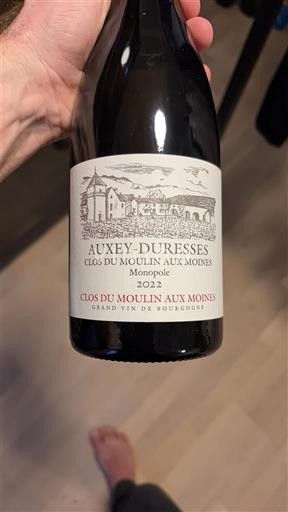 AUXEY-DURESSES
CLOS DU MOULIN AUX MOINES
Monopole
2022
CLOS DU MOULIN AUX MOINES
GRAND VIN DE BOURGOGNE